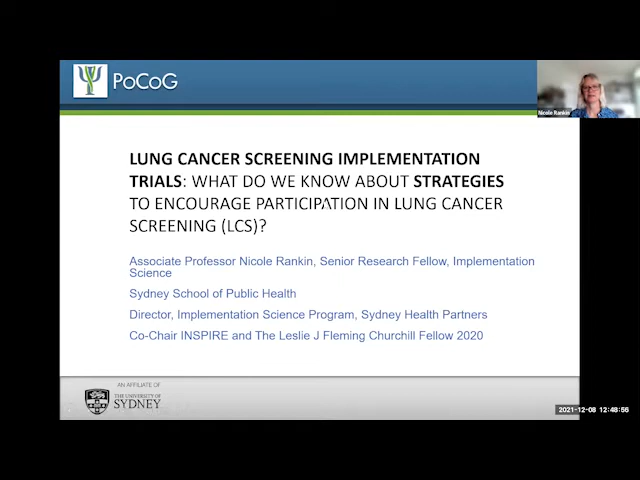 PoCoG
Nicole Rankin
LUNG CANCER SCREENING IMPLEMENTATION
TRIALS: WHAT DO WE KNOW ABOUT STRATEGIES
TO ENCOURAGE PARTICIPATION IN LUNG CANCER
SCREENING (LCS)?
Associate Professor Nicole Rankin, Senior Research Fellow, Implementation
Science
Sydney School of Public Health
Director, Implementation Science Program, Sydney Health Partners
Co-Chair INSPIRE and The Leslie J Fleming Churchill Fellow 2020
AN AFFILIATE OF
THE UNIVERSITY OF
SYDNEY
2021-12-08 12:48:56